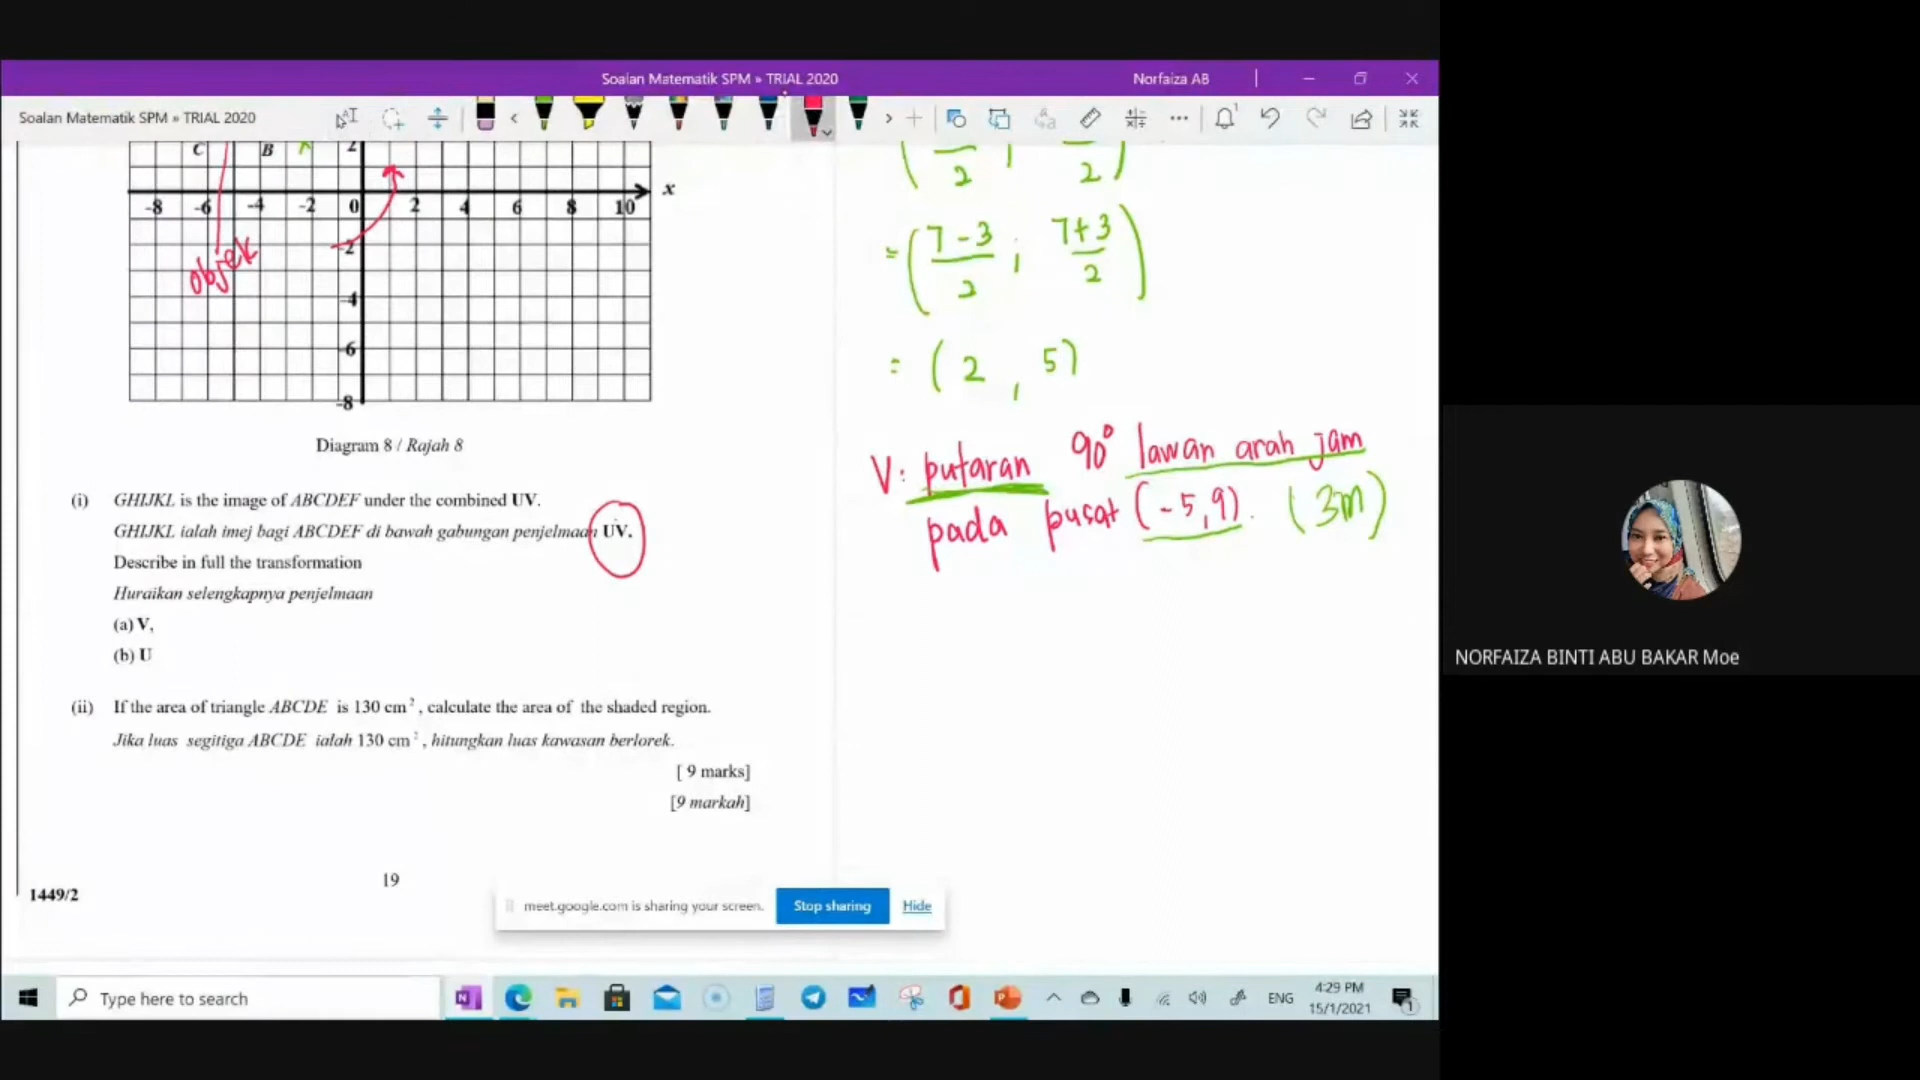 Soalan Matematik SPM » TRIAL 2020
Norfaiza AB
Soalan Matematik SPM » TRIAL 2020
C B 2
x
-8 -6 -4 -2 0 2 4 6 8 10
-2
objek
-4
-6
-8
Diagram 8 / Rajah 8
(i) GHIJKL is the image of ABCDEF under the combined UV.
GHIJKL ialah imej bagi ABCDEF di bawah gabungan penjelmaan UV.
Describe in full the transformation
Huraikan selengkapnya penjelmaan
(a) V,
(b) U
(ii) If the area of triangle ABCDE is 130 cm², calculate the area of the shaded region.
Jika luas segitiga ABCDE ialah 130 cm², hitungkan luas kawasan berlorek.
[ 9 marks]
[9 markah]
19
1449/2
2 , 2
= (7-3/2 , 7+3/2)
= (2 , 5)
V: putaran 90° lawan arah jam
pada pusat (-5,9). (3m)
meet.google.com is sharing your screen. Stop sharing Hide
Type here to search
ENG
4:29 PM
15/1/2021
1
NORFAIZA BINTI ABU BAKAR Moe